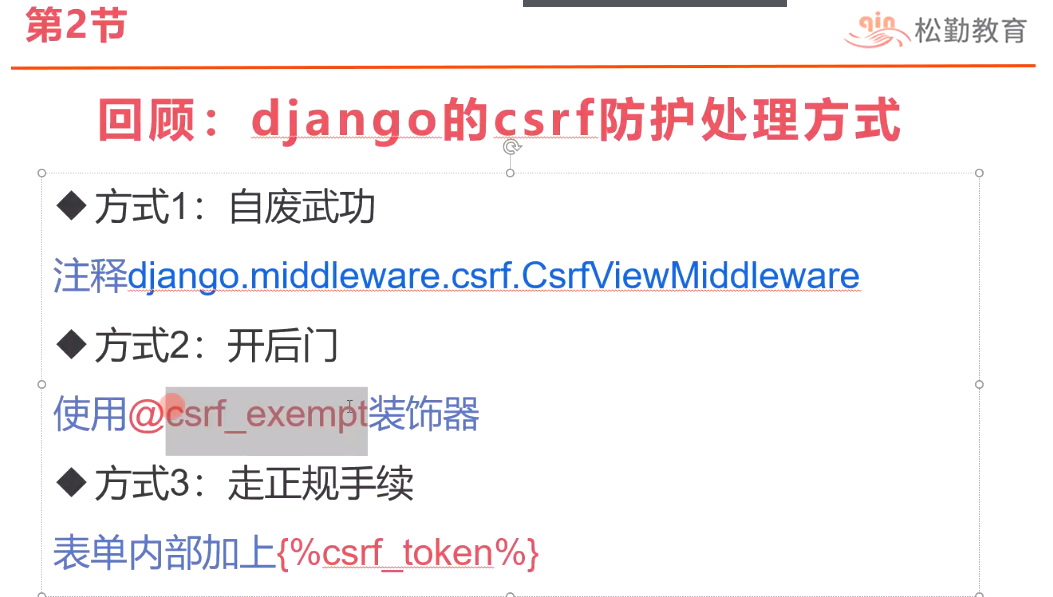 第2节
qin 松勤教育
回顾：django的csrf防护处理方式
◆方式1：自废武功
注释django.middleware.csrf.CsrfViewMiddleware
◆方式2：开后门
使用@csrf_exempt装饰器
◆方式3：走正规手续
表单内部加上{%csrf_token%}